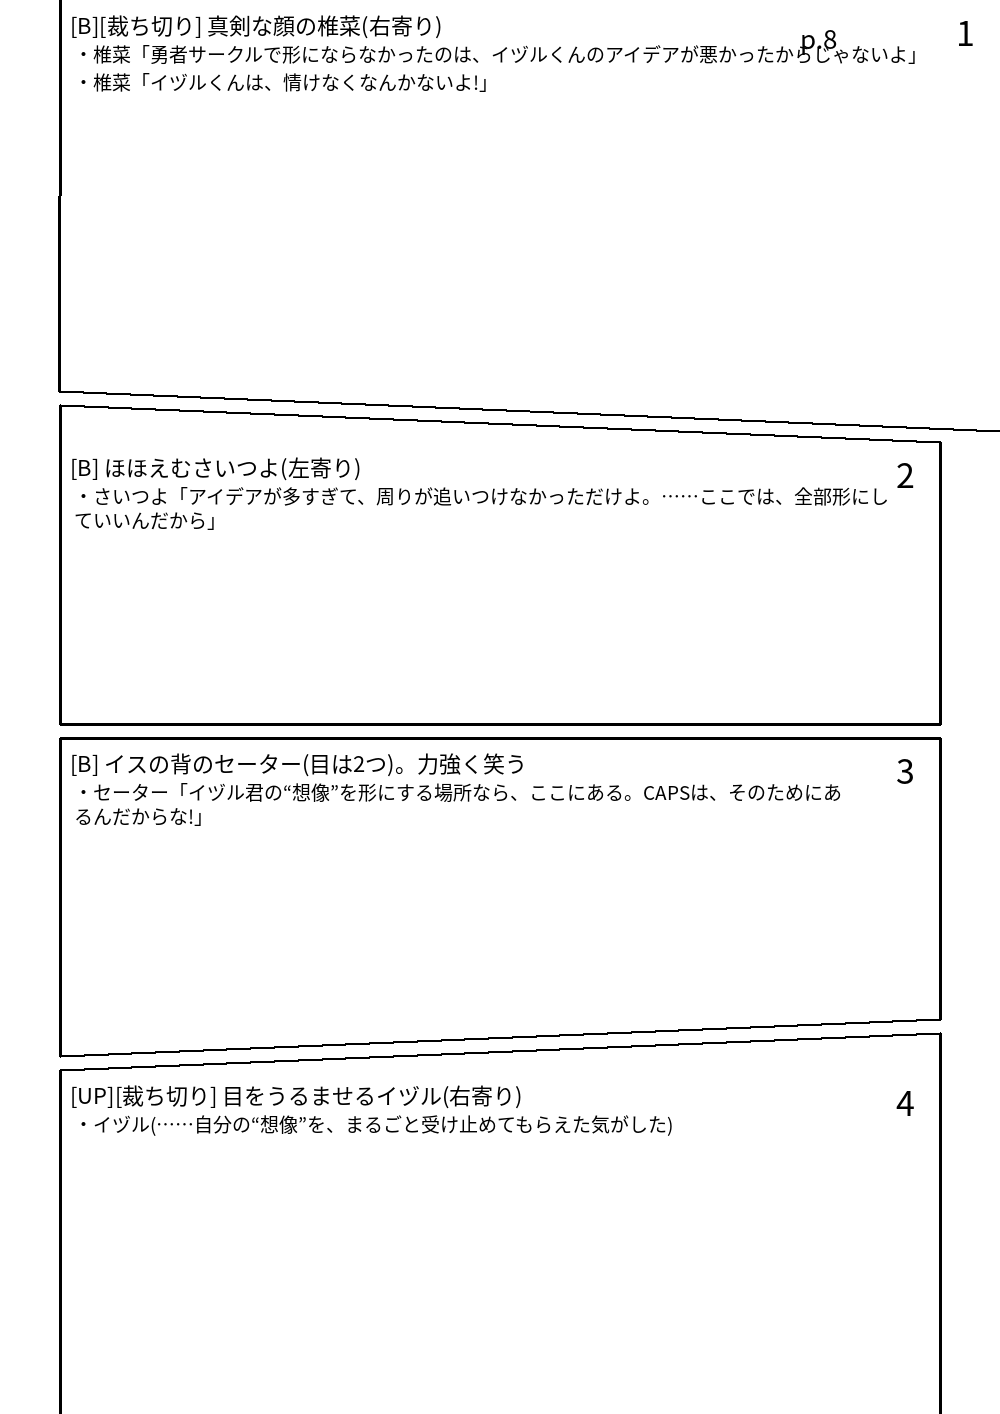 [B][裁ち切り] 真剣な顔の椎菜(右寄り)
p.8
1
・椎菜「勇者サークルで形にならなかったのは、イヅルくんのアイデアが悪かったからじゃないよ」
・椎菜「イヅルくんは、情けなくなんかないよ!」
[B] ほほえむさいつよ(左寄り)
2
・さいつよ「アイデアが多すぎて、周りが追いつけなかっただけよ。……ここでは、全部形にし
ていいんだから」
[B] イスの背のセーター(目は2つ)。力強く笑う
3
・セーター「イヅル君の“想像”を形にする場所なら、ここにある。CAPSは、そのためにあ
るんだからな!」
[UP][裁ち切り] 目をうるませるイヅル(右寄り)
4
・イヅル(……自分の“想像”を、まるごと受け止めてもらえた気がした)